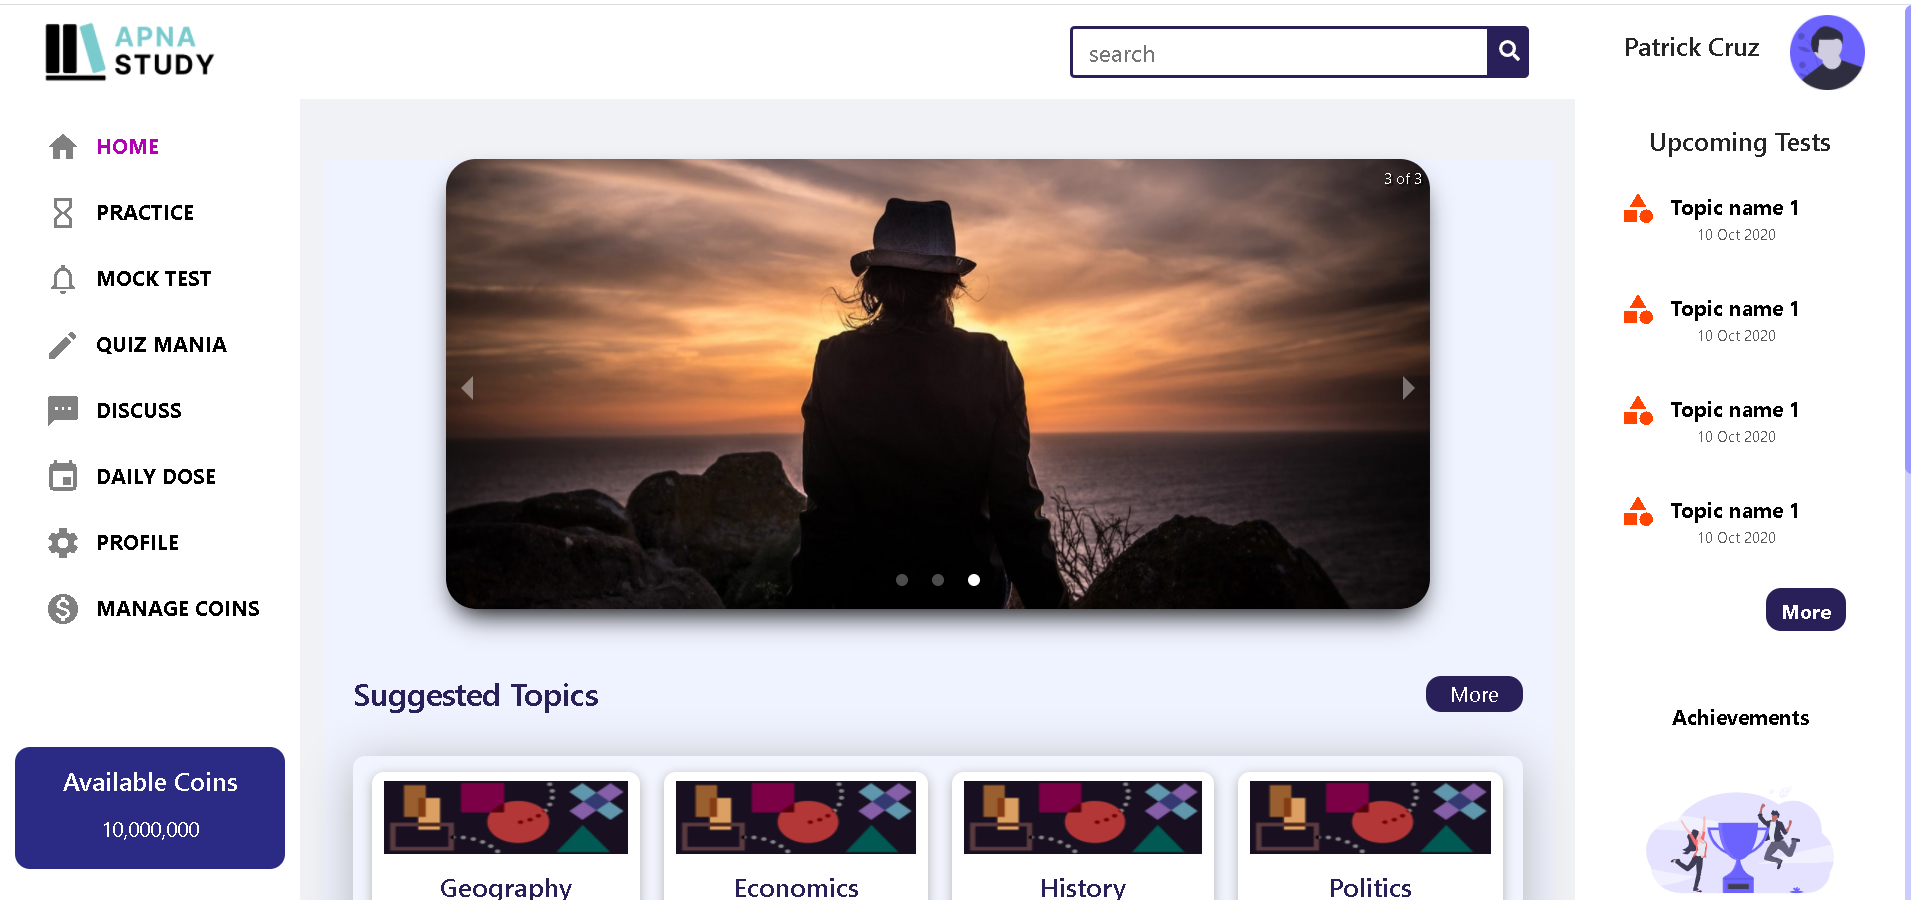 APNA
STUDY
search
Patrick Cruz
HOME
PRACTICE
MOCK TEST
QUIZ MANIA
DISCUSS
DAILY DOSE
PROFILE
MANAGE COINS
Available Coins
10,000,000
3 of 3
Suggested Topics
More
Geography
Economics
History
Politics
Upcoming Tests
Topic name 1
10 Oct 2020
Topic name 1
10 Oct 2020
Topic name 1
10 Oct 2020
Topic name 1
10 Oct 2020
More
Achievements